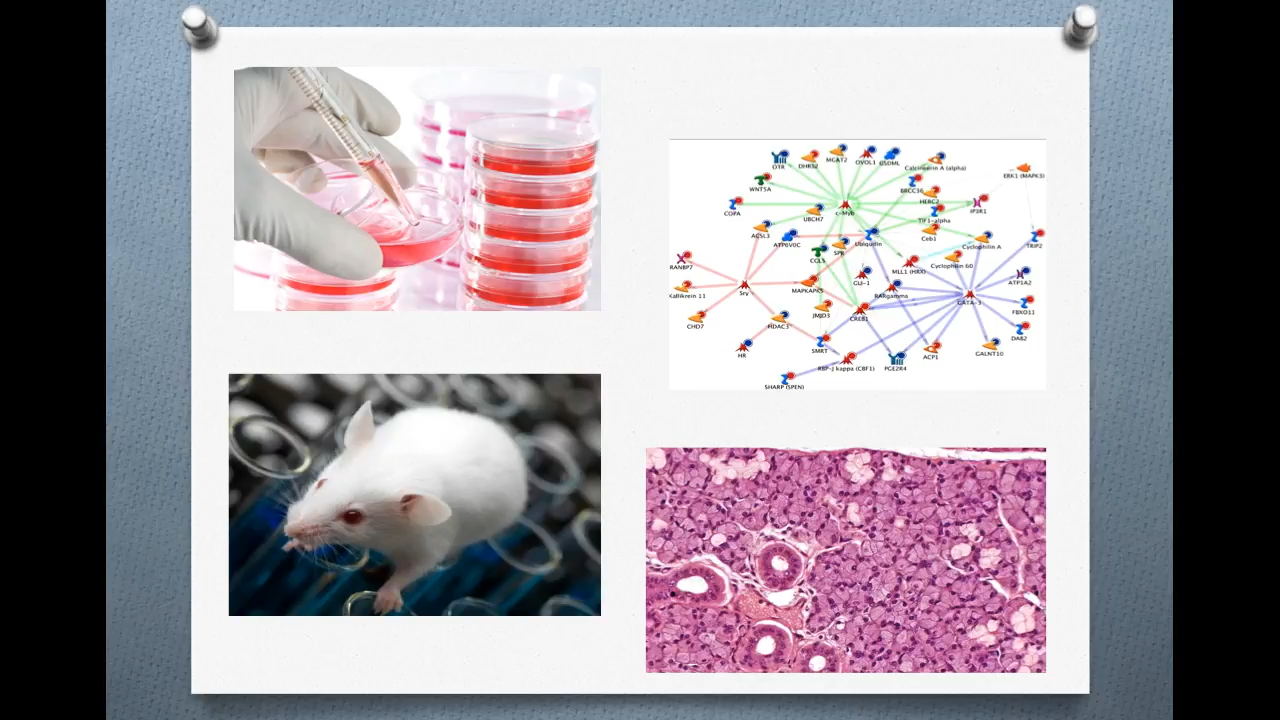 OTR
DHRS2
MGAT2
OVOL1
GSDML
Calcineurin A (alpha)
ERK1 (MAPK3)
WNT5A
BRCC36
HERC2
IP3R1
COPA
c-Myb
UBCH7
TIF1-alpha
ACSL3
ATP6V0C
Ubiquitin
Ceb1
Cyclophilin A
TRIP2
CCL5
SPR
RANBP7
MLL1 (HRX)
Cyclophilin 60
GLI-1
ATP1A2
Kallikrein 11
Sry
MAPKAPK5
RARgamma
GATA-3
FBXO11
CHD7
HDAC3
JMJD3
CREB1
DAB2
HR
SMRT
ACP1
GALNT10
RBP-J kappa (CBF1)
PGE2R4
SHARP (SPEN)